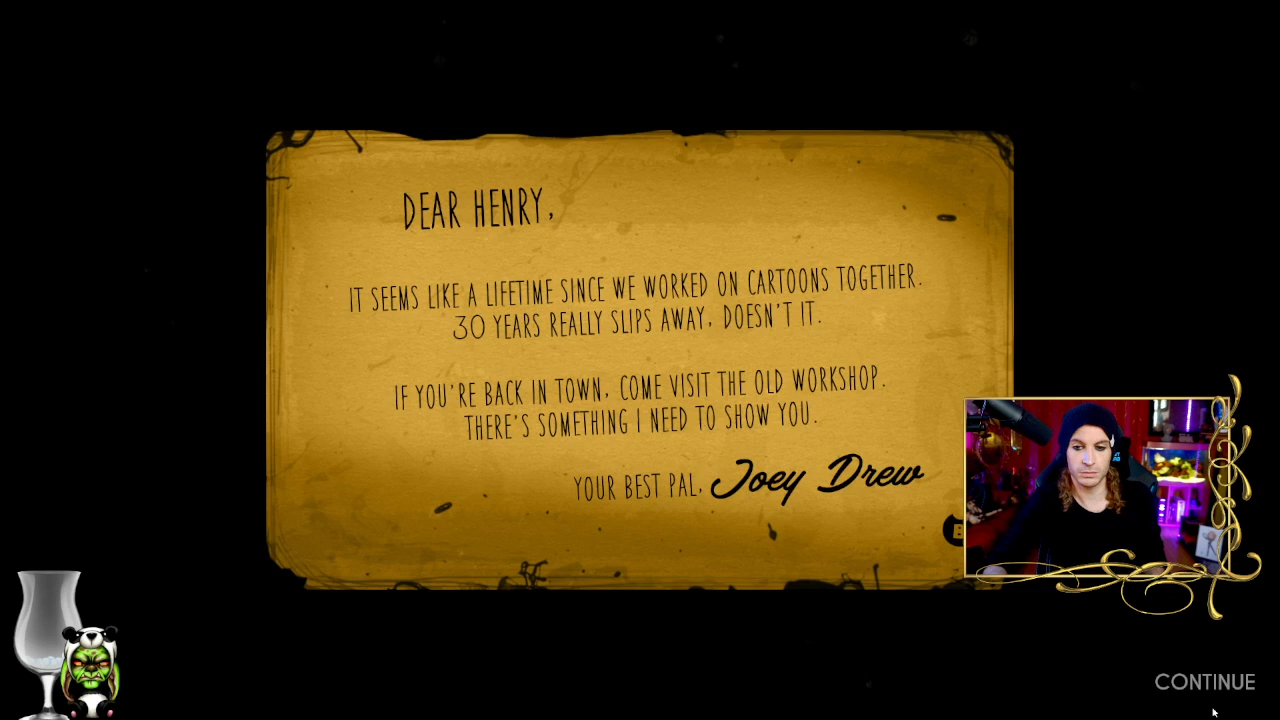 DEAR HENRY,
IT SEEMS LIKE A LIFETIME SINCE WE WORKED ON CARTOONS TOGETHER.
30 YEARS REALLY SLIPS AWAY, DOESN'T IT.
IF YOU'RE BACK IN TOWN, COME VISIT THE OLD WORKSHOP.
THERE'S SOMETHING I NEED TO SHOW YOU.
YOUR BEST PAL, Joey Drew
CONTINUE